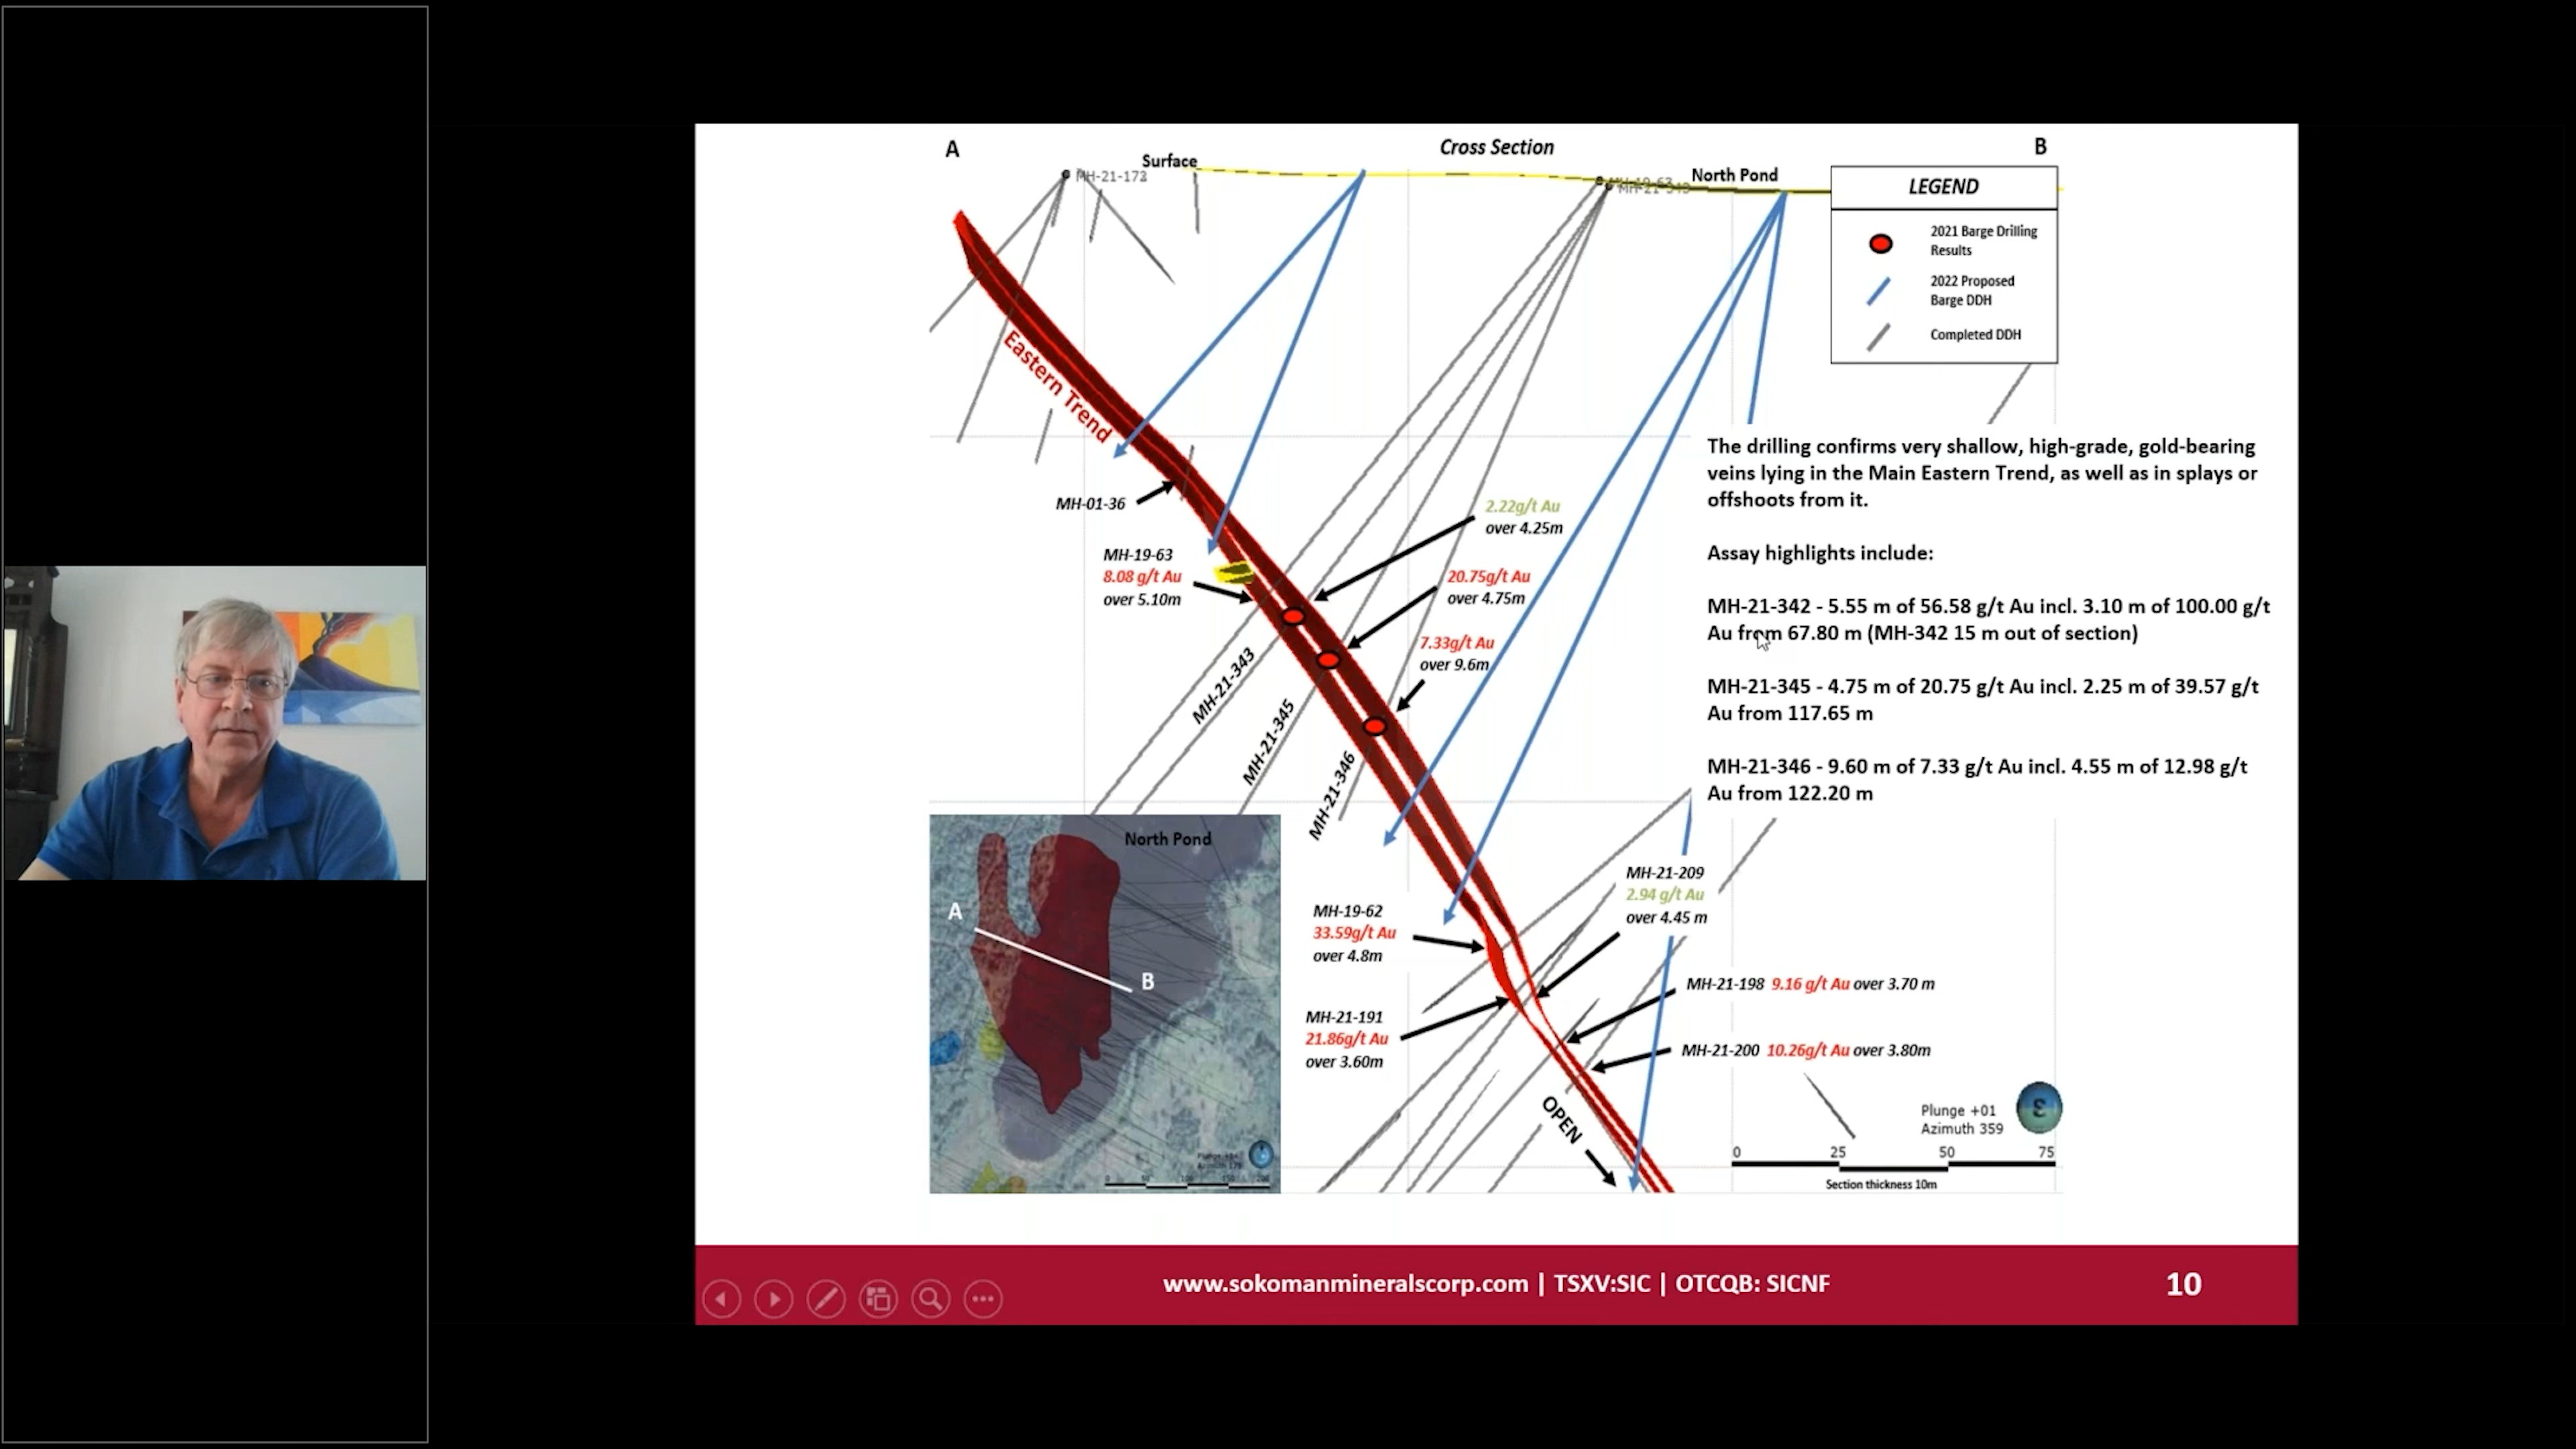 A
Cross Section
B
Surface
MH-21-172
North Pond
LEGEND
2021 Barge Drilling
Results
2022 Proposed
Barge DDH
Completed DDH
Eastern Trend
MH-01-36
MH-19-63
8.08 g/t Au
over 5.10m
2.22g/t Au
over 4.25m
20.75g/t Au
over 4.75m
7.33g/t Au
over 9.6m
MH-21-343
MH-21-345
MH-21-346
The drilling confirms very shallow, high-grade, gold-bearing
veins lying in the Main Eastern Trend, as well as in splays or
offshoots from it.
Assay highlights include:
MH-21-342 - 5.55 m of 56.58 g/t Au incl. 3.10 m of 100.00 g/t
Au from 67.80 m (MH-342 15 m out of section)
MH-21-345 - 4.75 m of 20.75 g/t Au incl. 2.25 m of 39.57 g/t
Au from 117.65 m
MH-21-346 - 9.60 m of 7.33 g/t Au incl. 4.55 m of 12.98 g/t
Au from 122.20 m
North Pond
A
B
MH-19-62
33.59g/t Au
over 4.8m
MH-21-209
2.94 g/t Au
over 4.45 m
MH-21-191
21.86g/t Au
over 3.60m
MH-21-198 9.16 g/t Au over 3.70 m
MH-21-200 10.26g/t Au over 3.80m
OPEN
Plunge +01
Azimuth 359
0 25 50 75
Section thickness 10m
www.sokomanmineralscorp.com | TSXV:SIC | OTCQB: SICNF
10